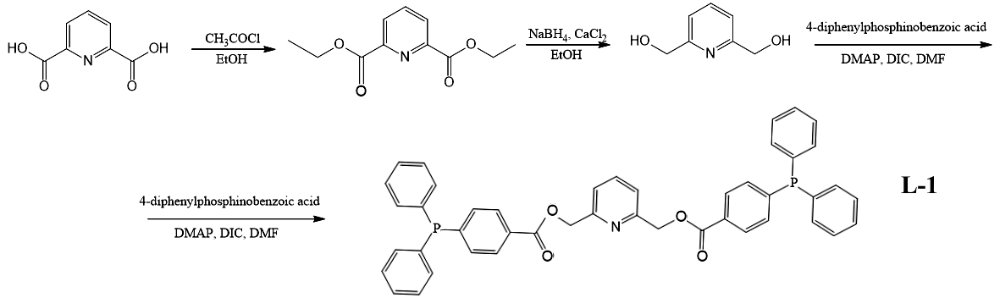 HO
OH
N
O
O
CH₃COCl
EtOH
O
O
N
O
O
NaBH₄, CaCl₂
EtOH
HO
OH
N
4-diphenylphosphinobenzoic acid
DMAP, DIC, DMF
4-diphenylphosphinobenzoic acid
DMAP, DIC, DMF
P
O
O
N
O
O
P
L-1